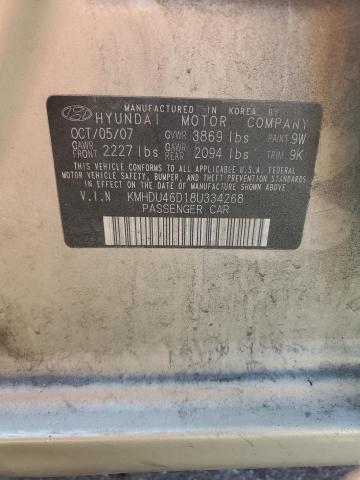 MANUFACTURED IN KOREA BY
HYUNDAI MOTOR COMPANY
OCT/05/07 GVWR 3869 lbs PAINT 9W
GAWR FRONT 2227 lbs GAWR REAR 2094 lbs TRIM 9K
THIS VEHICLE CONFORMS TO ALL APPLICABLE U.S.A. FEDERAL
MOTOR VEHICLE SAFETY, BUMPER, AND THEFT PREVENTION
STANDARDS IN EFFECT ON THE DATE OF MANUFACTURE SHOWN ABOVE.
V.I.N KMHDU46D18U334268
PASSENGER CAR